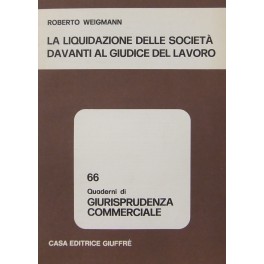 ROBERTO WEIGMANN
LA LIQUIDAZIONE DELLE SOCIETÀ
DAVANTI AL GIUDICE DEL LAVORO
66
Quaderni di
GIURISPRUDENZA
COMMERCIALE
CASA EDITRICE GIUFFRÈ